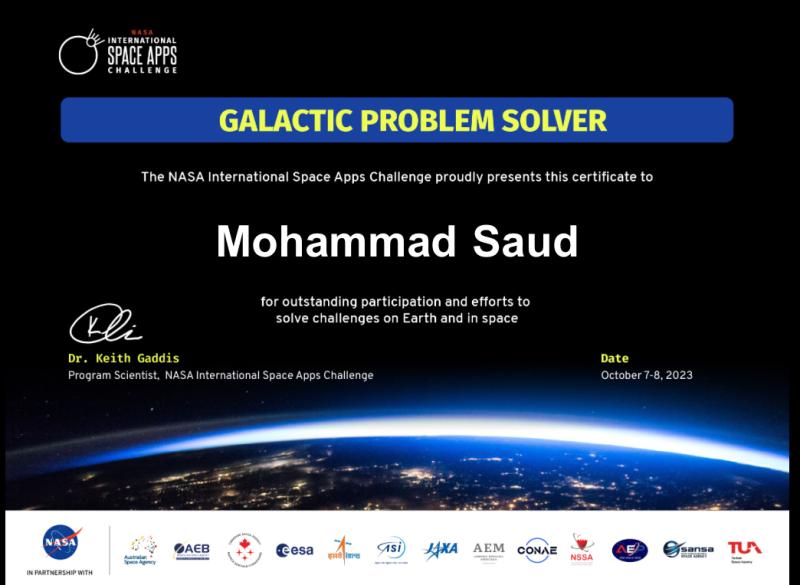 NASA
INTERNATIONAL
SPACE APPS
CHALLENGE
GALACTIC PROBLEM SOLVER
The NASA International Space Apps Challenge proudly presents this certificate to
Mohammad Saud
for outstanding participation and efforts to
solve challenges on Earth and in space
Dr. Keith Gaddis
Program Scientist, NASA International Space Apps Challenge
Date
October 7-8, 2023
NASA
IN PARTNERSHIP WITH
Australian
Space Agency
AEB
esa
इसरो isro
asi
JAXA
AEM
CONAE
NSSA
AEP
sansa
TUA